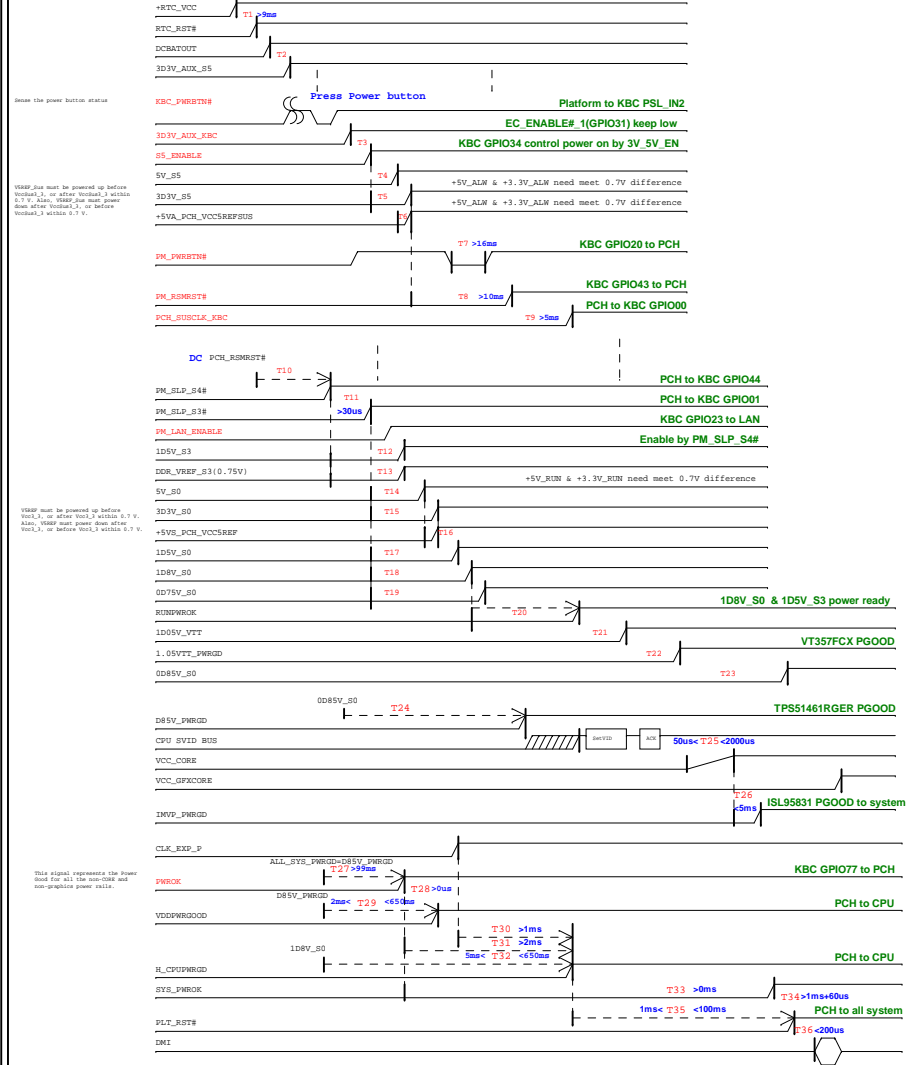 +RTC_VCC
T1 >9ms
RTC_RST#
DCBATOUT
T2
3D3V_AUX_S5
Sense the power button status
KBC_PWRBTN#
Press Power button
Platform to KBC PSL_IN2
3D3V_AUX_KBC
EC_ENABLE#_1(GPIO31) keep low
T3
S5_ENABLE
KBC GPIO34 control power on by 3V_5V_EN
5V_S5
T4
+5V_ALW & +3.3V_ALW need meet 0.7V difference
V5REF_Sus must be powered up before
VccSus3_3, or after VccSus3_3 within
0.7 V. Also, V5REF_Sus must power
down after VccSus3_3, or before
VccSus3_3 within 0.7 V.
3D3V_S5
T5
+5V_ALW & +3.3V_ALW need meet 0.7V difference
+5VA_PCH_VCC5REFSUS
T6
PM_PWRBTN#
T7 >16ms
KBC GPIO20 to PCH
PM_RSMRST#
T8 >10ms
KBC GPIO43 to PCH
PCH_SUSCLK_KBC
T9 >5ms
PCH to KBC GPIO00
DC PCH_RSMRST#
T10
PM_SLP_S4#
PCH to KBC GPIO44
T11
PM_SLP_S3#
>30us
PCH to KBC GPIO01
PM_LAN_ENABLE
KBC GPIO23 to LAN
1D5V_S3
T12
Enable by PM_SLP_S4#
DDR_VREF_S3(0.75V)
T13
+5V_RUN & +3.3V_RUN need meet 0.7V difference
5V_S0
T14
V5REF must be powered up before
Vcc3_3, or after Vcc3_3 within 0.7 V.
Also, V5REF must power down after
Vcc3_3, or before Vcc3_3 within 0.7 V.
3D3V_S0
T15
+5VS_PCH_VCC5REF
T16
1D5V_S0
T17
1D8V_S0
T18
0D75V_S0
T19
RUNPWROK
T20
1D8V_S0 & 1D5V_S3 power ready
1D05V_VTT
T21
1.05VTT_PWRGD
T22
VT357FCX PGOOD
0D85V_S0
T23
0D85V_S0
T24
TPS51461RGER PGOOD
D85V_PWRGD
CPU SVID BUS
SetVID
ACK
50us< T25 <2000us
VCC_CORE
VCC_GFXCORE
T26
<5ms
ISL95831 PGOOD to system
IMVP_PWRGD
CLK_EXP_P
ALL_SYS_PWRGD=D85V_PWRGD
T27 >99ms
KBC GPIO77 to PCH
This signal represents the Power
Good for all the non-CORE and
non-graphics power rails.
PWROK
T28 >0us
D85V_PWRGD
2ms< T29 <650ms
PCH to CPU
VDDPWRGOOD
T30 >1ms
T31 >2ms
1D8V_S0
5ms< T32 <650ms
PCH to CPU
H_CPUPWRGD
SYS_PWROK
T33 >0ms
T34 >1ms+60us
1ms< T35 <100ms
PCH to all system
PLT_RST#
T36 <200us
DMI